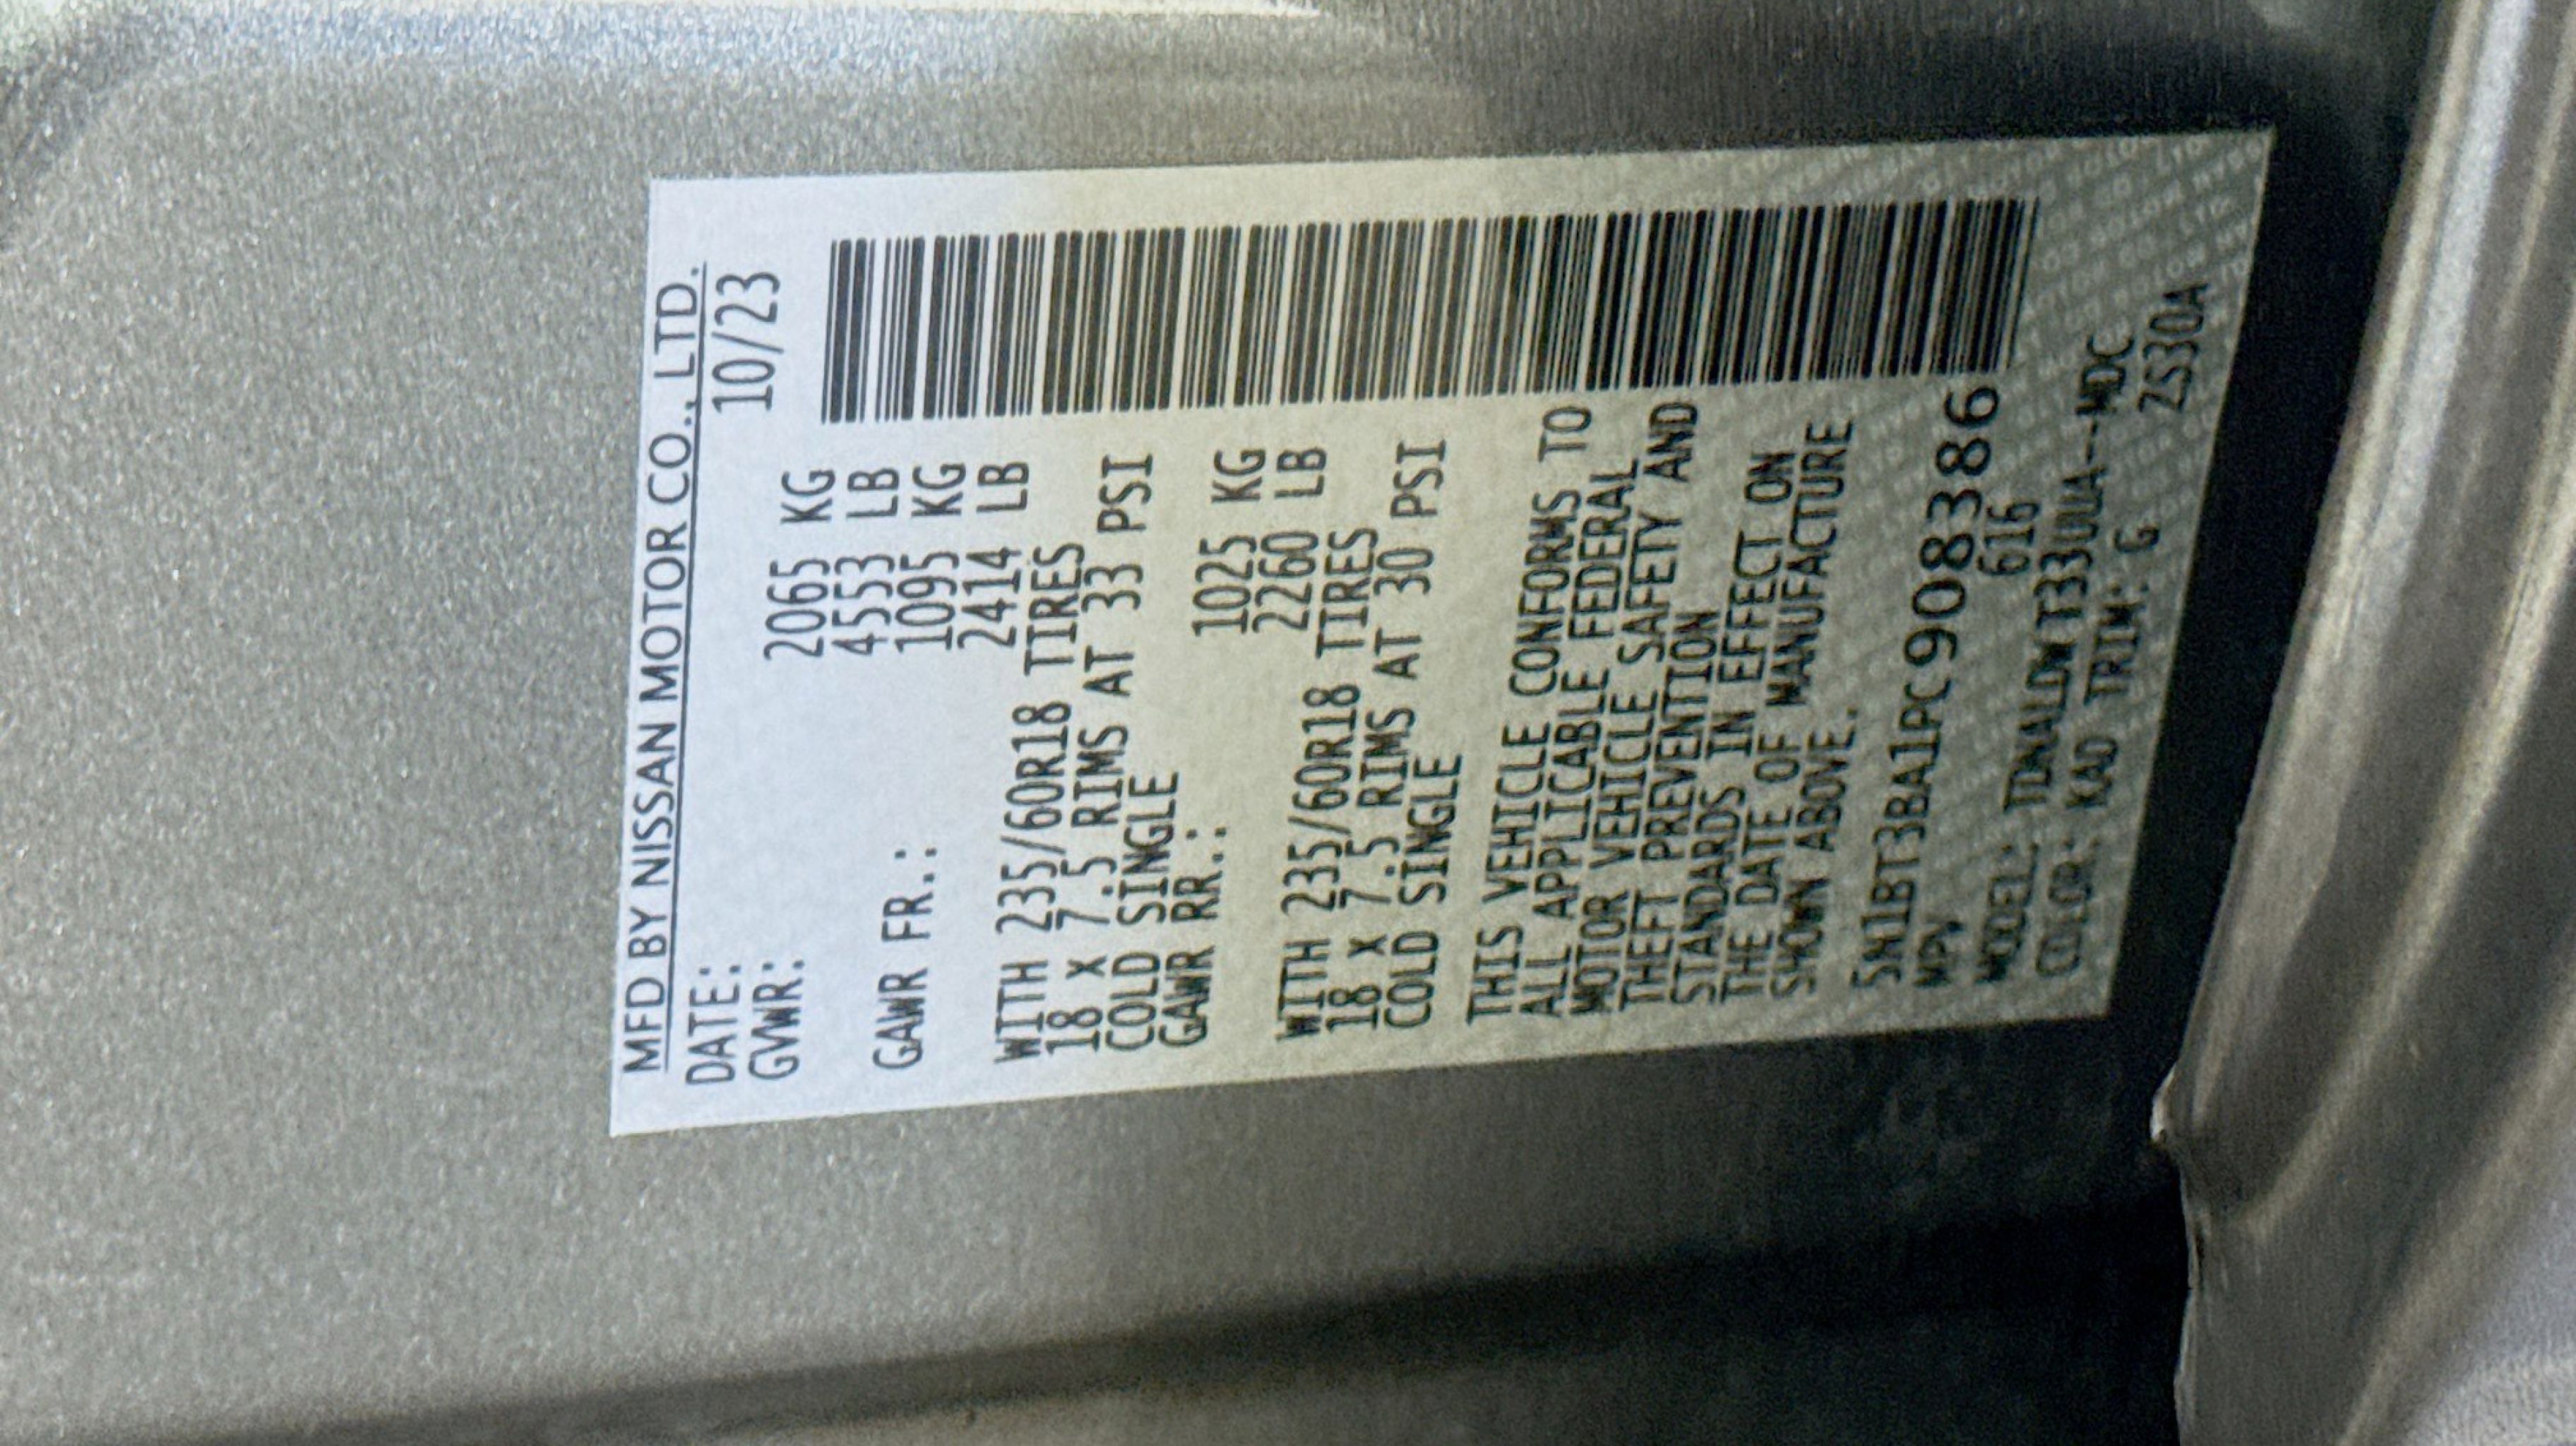 MFD BY NISSAN MOTOR CO., LTD.
DATE: 10/23
GVWR: 2065 KG
4553 LB
GAWR FR.: 1095 KG
2414 LB
WITH 235/60R18 TIRES
18 x 7.5 RIMS AT 33 PSI
COLD SINGLE
GAWR RR.: 1025 KG
2260 LB
WITH 235/60R18 TIRES
18 x 7.5 RIMS AT 30 PSI
COLD SINGLE
THIS VEHICLE CONFORMS TO
ALL APPLICABLE FEDERAL
MOTOR VEHICLE SAFETY AND
THEFT PREVENTION
STANDARDS IN EFFECT ON
THE DATE OF MANUFACTURE
SHOWN ABOVE.
5N1BT3BA1PC908386
MPV 616
MODEL: TDNALDW T33UUA--MDC
COLOR: KAD TRIM: G ZS30A